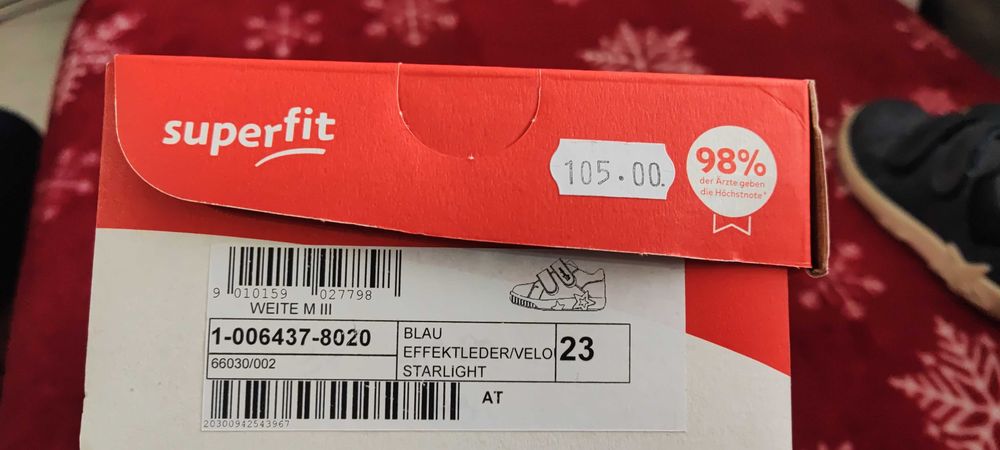 superfit
105.00
98%
der Ärzte geben
die Höchstnote*
9 010159 027798
WEITE M III
1-006437-8020
66030/002
BLAU
EFFEKTLEDER/VELO
STARLIGHT
23
AT
20300942543967